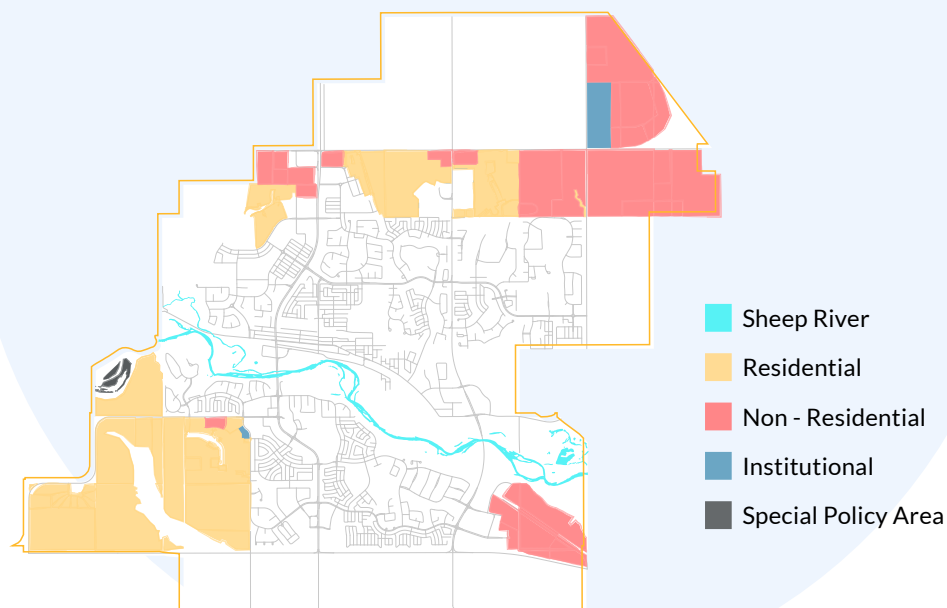 Sheep River
Residential
Non - Residential
Institutional
Special Policy Area